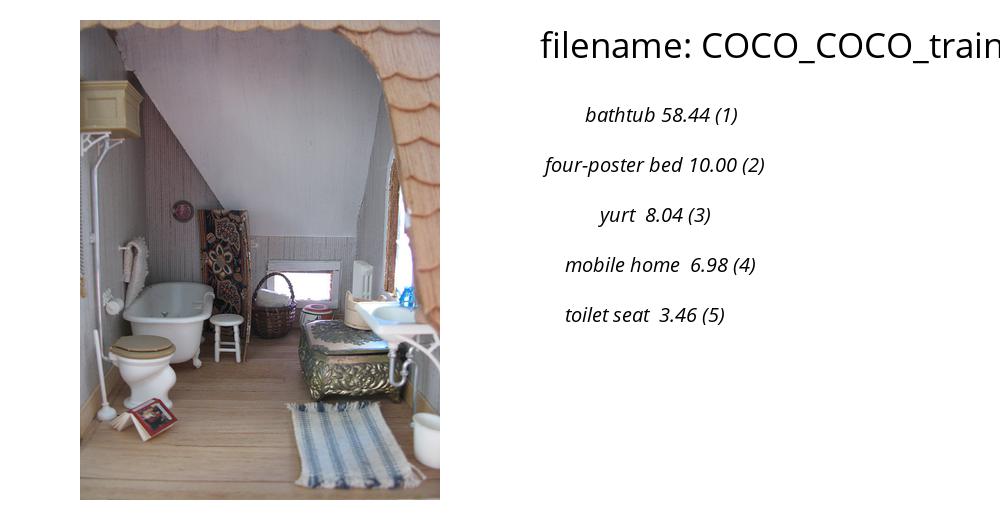 filename: COCO_COCO_train
bathtub 58.44 (1)
four-poster bed 10.00 (2)
yurt 8.04 (3)
mobile home 6.98 (4)
toilet seat 3.46 (5)